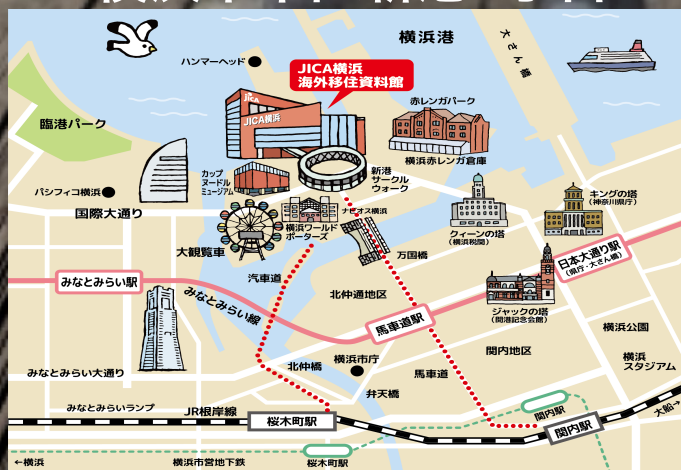 横浜港
大さん橋
ハンマーヘッド
JICA横浜
海外移住資料館
JICA
JICA横浜
赤レンガパーク
臨港パーク
横浜赤レンガ倉庫
カップ
ヌードル
ミュージアム
新港
サークル
ウォーク
パシフィコ横浜
国際大通り
ナビオス横浜
横浜ワールド
ポーターズ
クィーンの塔
(横浜税関)
キングの塔
(神奈川県庁)
大観覧車
万国橋
日本大通り駅
(県庁・大さん橋)
汽車道
みなとみらい駅
みなとみらい線
北仲通地区
ジャックの塔
(開港記念会館)
馬車道駅
横浜公園
北仲橋
横浜市庁
関内地区
横浜
スタジアム
みなとみらい大通り
馬車道
弁天橋
みなとみらいランプ
JR根岸線
桜木町駅
関内駅
関内駅
大船→
←横浜
横浜市営地下鉄
桜木町駅